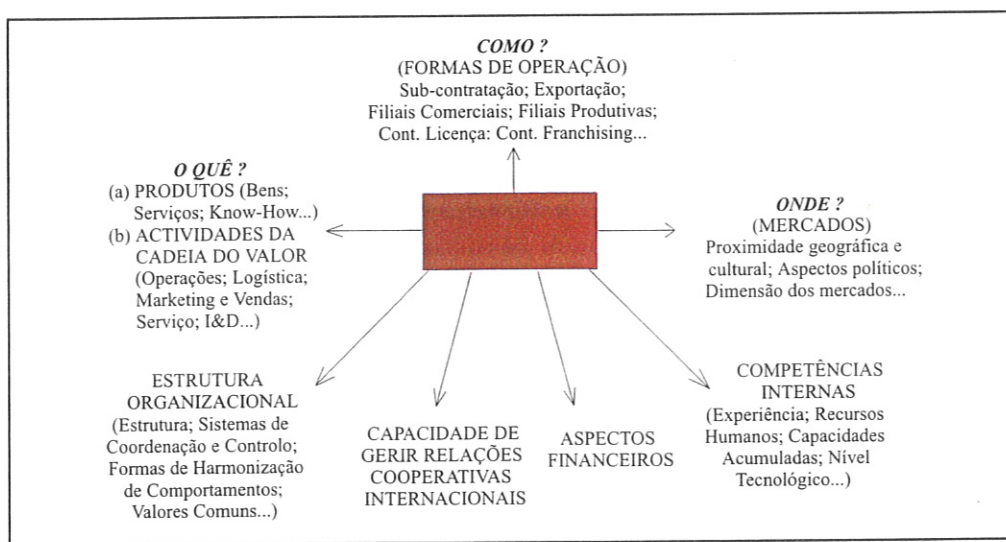 COMO ?
(FORMAS DE OPERAÇÃO)
Sub-contratação; Exportação;
Filiais Comerciais; Filiais Produtivas;
Cont. Licença: Cont. Franchising...
O QUÊ ?
(a) PRODUTOS (Bens;
Serviços; Know-How...)
(b) ACTIVIDADES DA
CADEIA DO VALOR
(Operações; Logística;
Marketing e Vendas;
Serviço; I&D...)
ONDE ?
(MERCADOS)
Proximidade geográfica e
cultural; Aspectos políticos;
Dimensão dos mercados...
ESTRUTURA
ORGANIZACIONAL
(Estrutura; Sistemas de
Coordenação e Controlo;
Formas de Harmonização
de Comportamentos;
Valores Comuns...)
CAPACIDADE DE
GERIR RELAÇÕES
COOPERATIVAS
INTERNACIONAIS
ASPECTOS
FINANCEIROS
COMPETÊNCIAS
INTERNAS
(Experiência; Recursos
Humanos; Capacidades
Acumuladas; Nível
Tecnológico...)